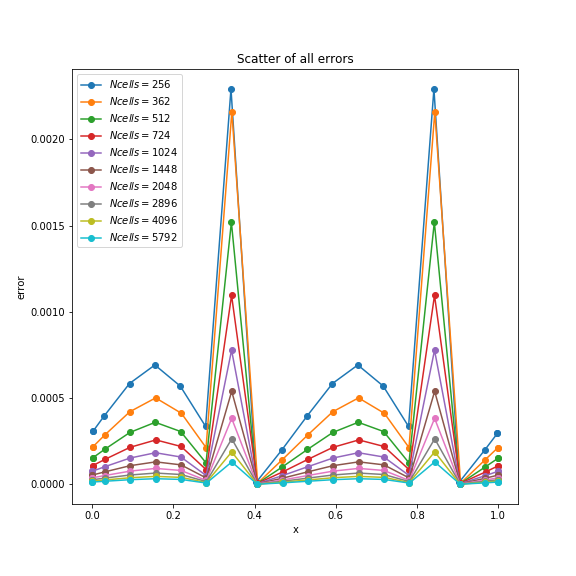 Scatter of all errors
Ncells = 256
Ncells = 362
Ncells = 512
Ncells = 724
Ncells = 1024
Ncells = 1448
Ncells = 2048
Ncells = 2896
Ncells = 4096
Ncells = 5792
0.0020
0.0015
0.0010
0.0005
0.0000
error
0.0 0.2 0.4 0.6 0.8 1.0
x